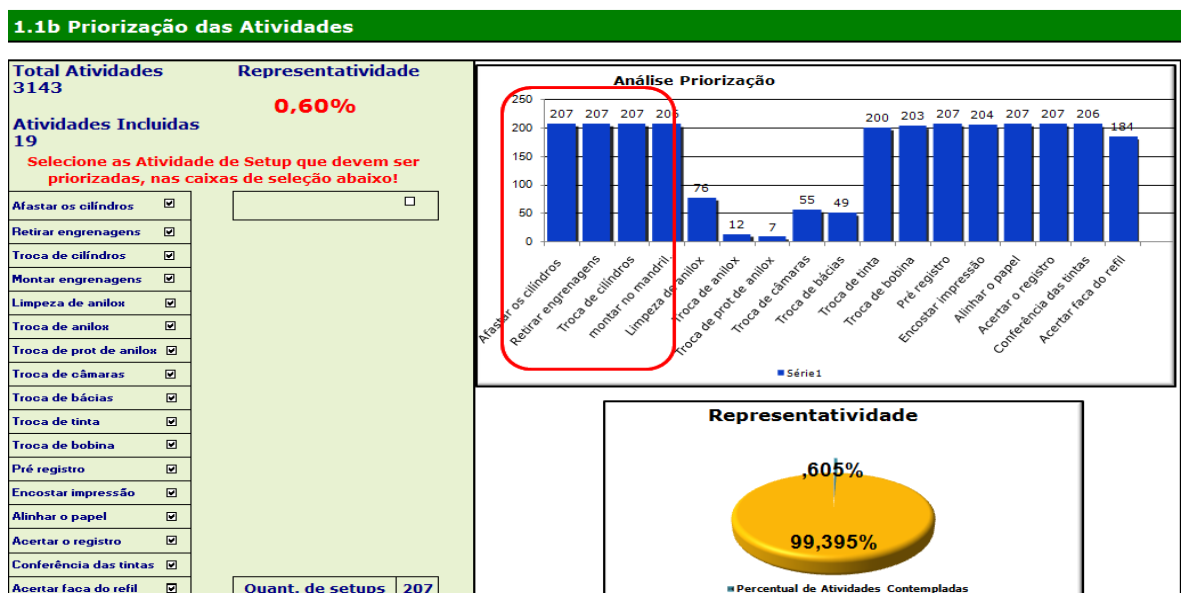 1.1b Priorização das Atividades
Total Atividades
3143
Representatividade
0,60%
Atividades Incluidas
19
Selecione as Atividade de Setup que devem ser
priorizadas, nas caixas de seleção abaixo!
Afastar os cilíndros
Retirar engrenagens
Troca de cilíndros
Montar engrenagens
Limpeza de anilox
Troca de anilox
Troca de prot de anilox
Troca de câmaras
Troca de bácias
Troca de tinta
Troca de bobina
Pré registro
Encostar impressão
Alinhar o papel
Acertar o registro
Conferência das tintas
Acertar faca do refil
Quant. de setups 207
Análise Priorização
250
200
150
100
50
0
207 207 207 205 76 12 7 55 49 200 203 207 204 207 207 206 184
Afastar os cilíndros
Retirar engrenagens
Troca de cilíndros
montar no mandril.
Limpeza de anilox
Troca de anilox
Troca de prot de anilox
Troca de câmaras
Troca de bácias
Troca de tinta
Troca de bobina
Pré registro
Encostar impressão
Alinhar o papel
Acertar o registro
Conferência das tintas
Acertar faca do refil
Série1
Representatividade
,605%
99,395%
Percentual de Atividades Contempladas